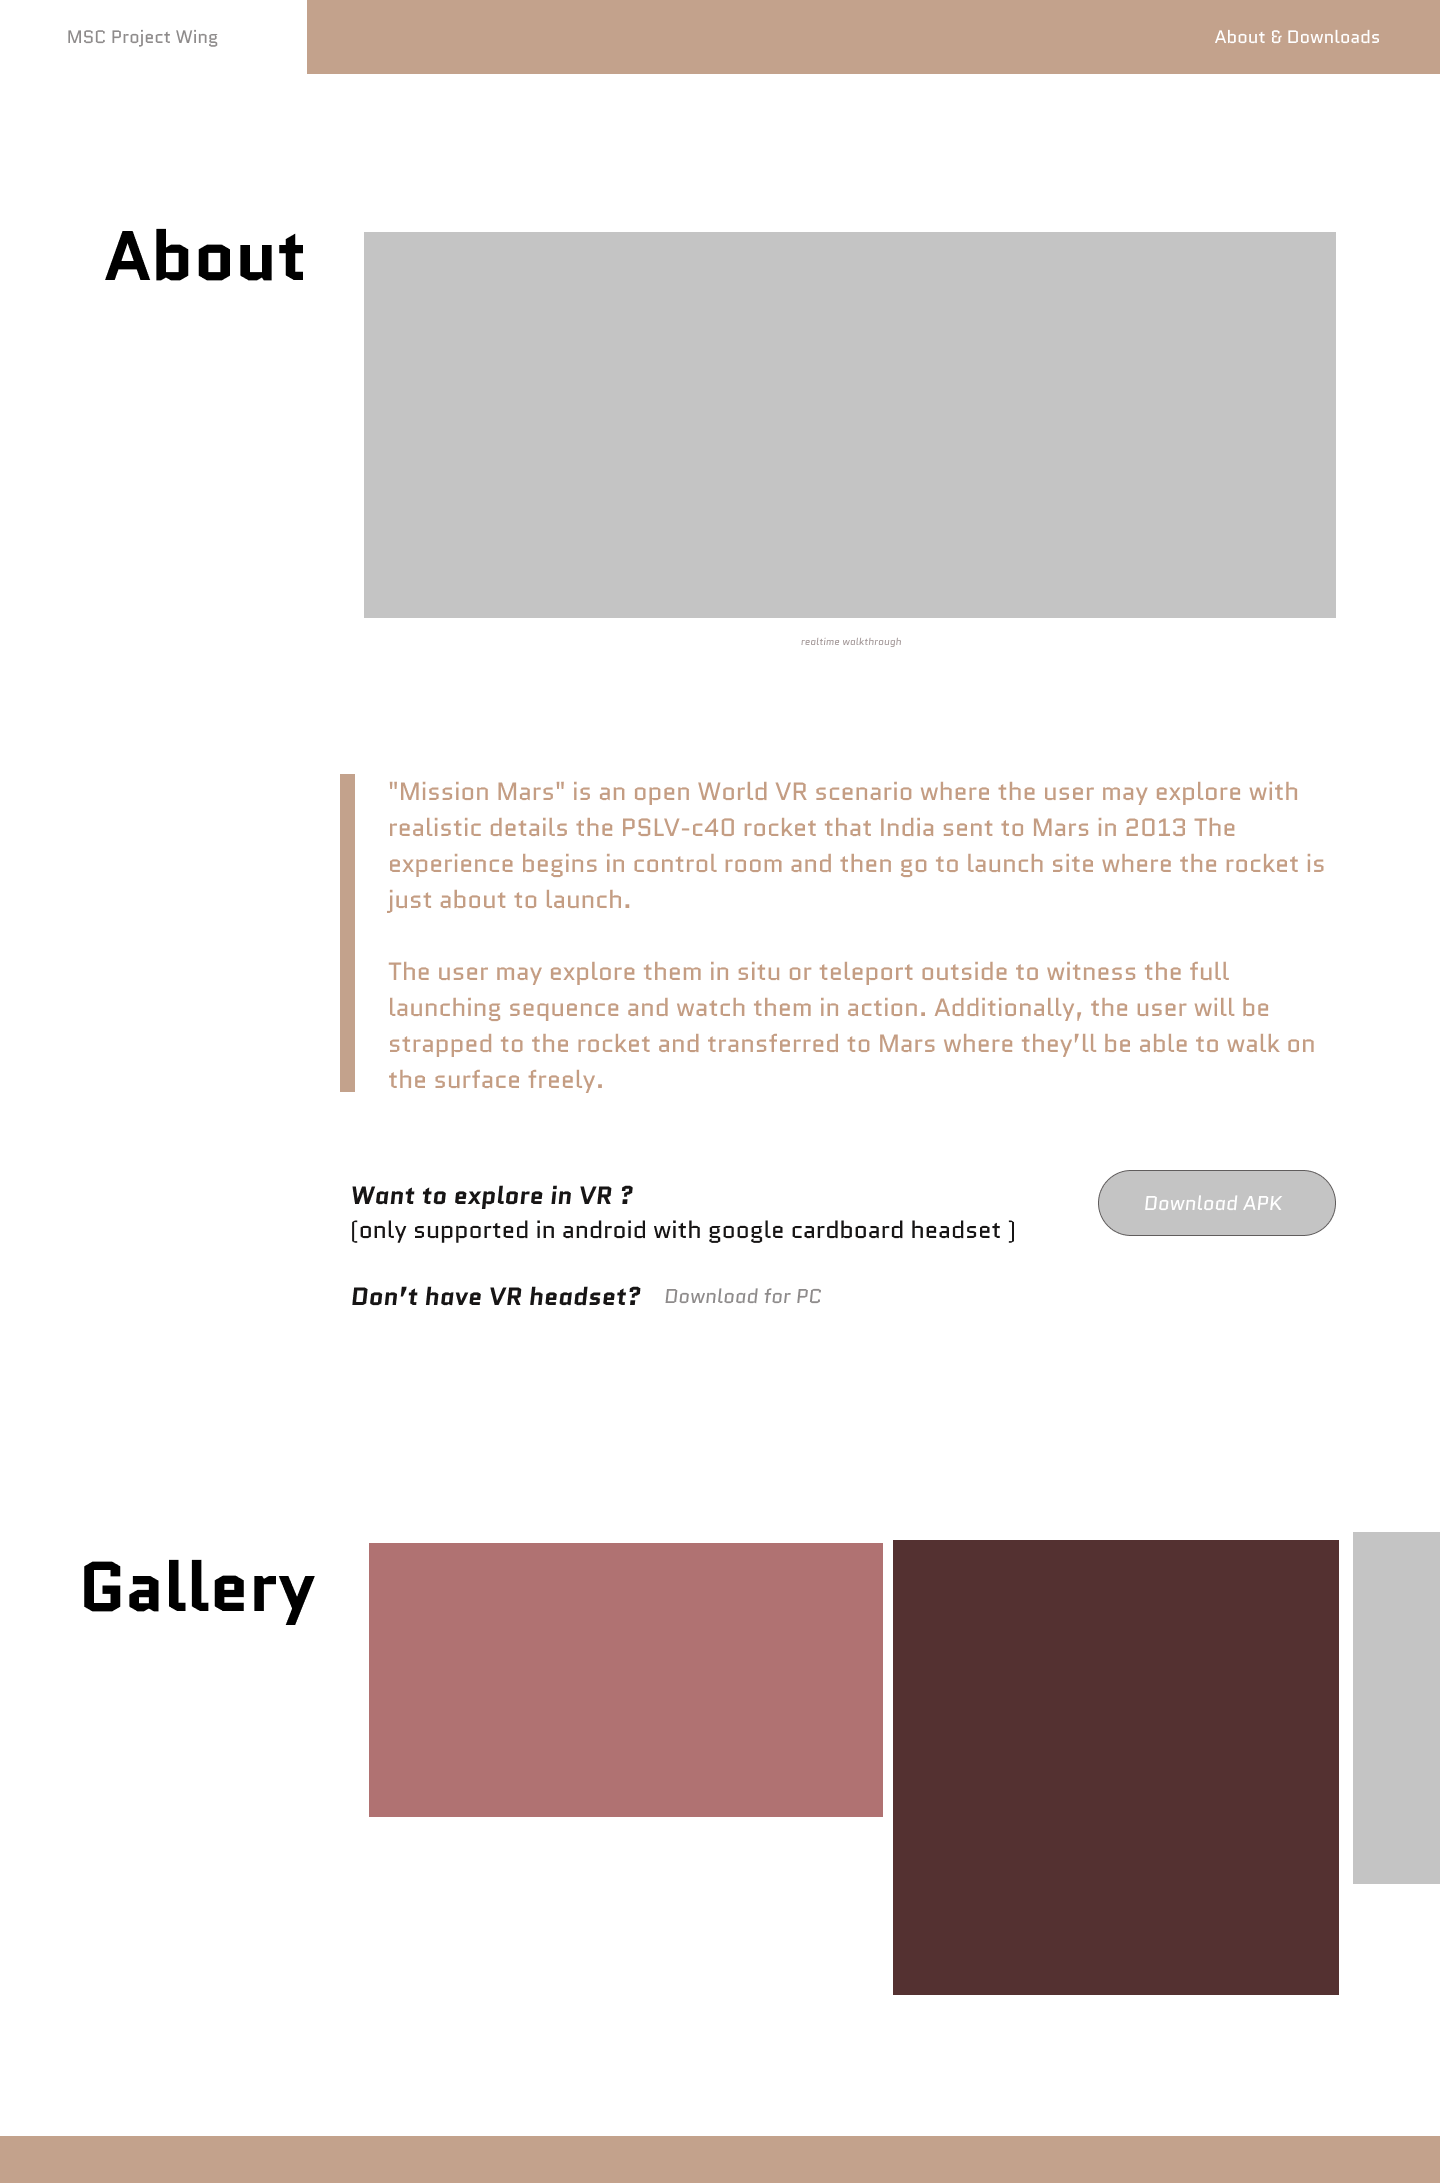 MSC Project Wing
About & Downloads
About
realtime walkthrough
"Mission Mars" is an open World VR scenario where the user may explore with
realistic details the PSLV-c40 rocket that India sent to Mars in 2013 The
experience begins in control room and then go to launch site where the rocket is
just about to launch.
The user may explore them in situ or teleport outside to witness the full
launching sequence and watch them in action. Additionally, the user will be
strapped to the rocket and transferred to Mars where they'll be able to walk on
the surface freely.
Want to explore in VR ?
(only supported in android with google cardboard headset )
Download APK
Don't have VR headset? Download for PC
Gallery